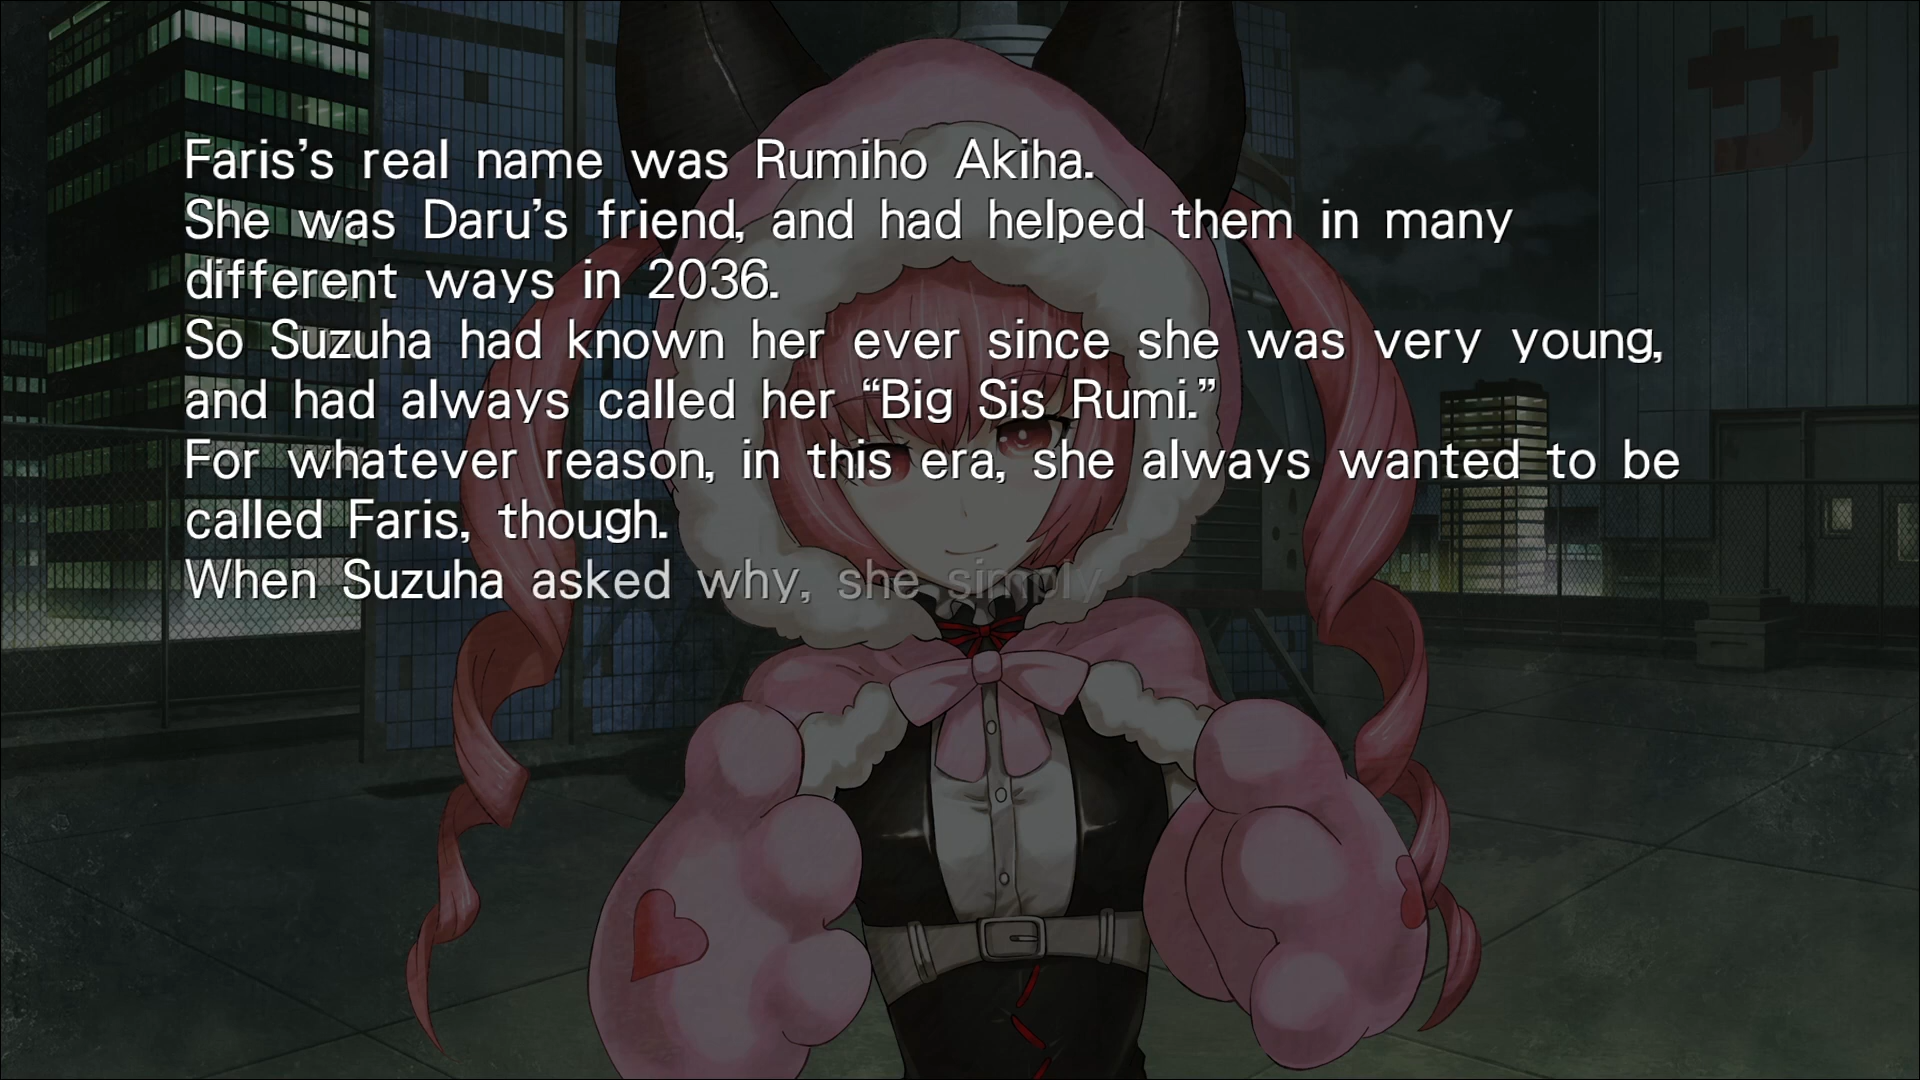 サ
Faris’s real name was Rumiho Akiha.
She was Daru’s friend, and had helped them in many
different ways in 2036.
So Suzuha had known her ever since she was very young,
and had always called her “Big Sis Rumi.”
For whatever reason, in this era, she always wanted to be
called Faris, though.
When Suzuha asked why, she simply